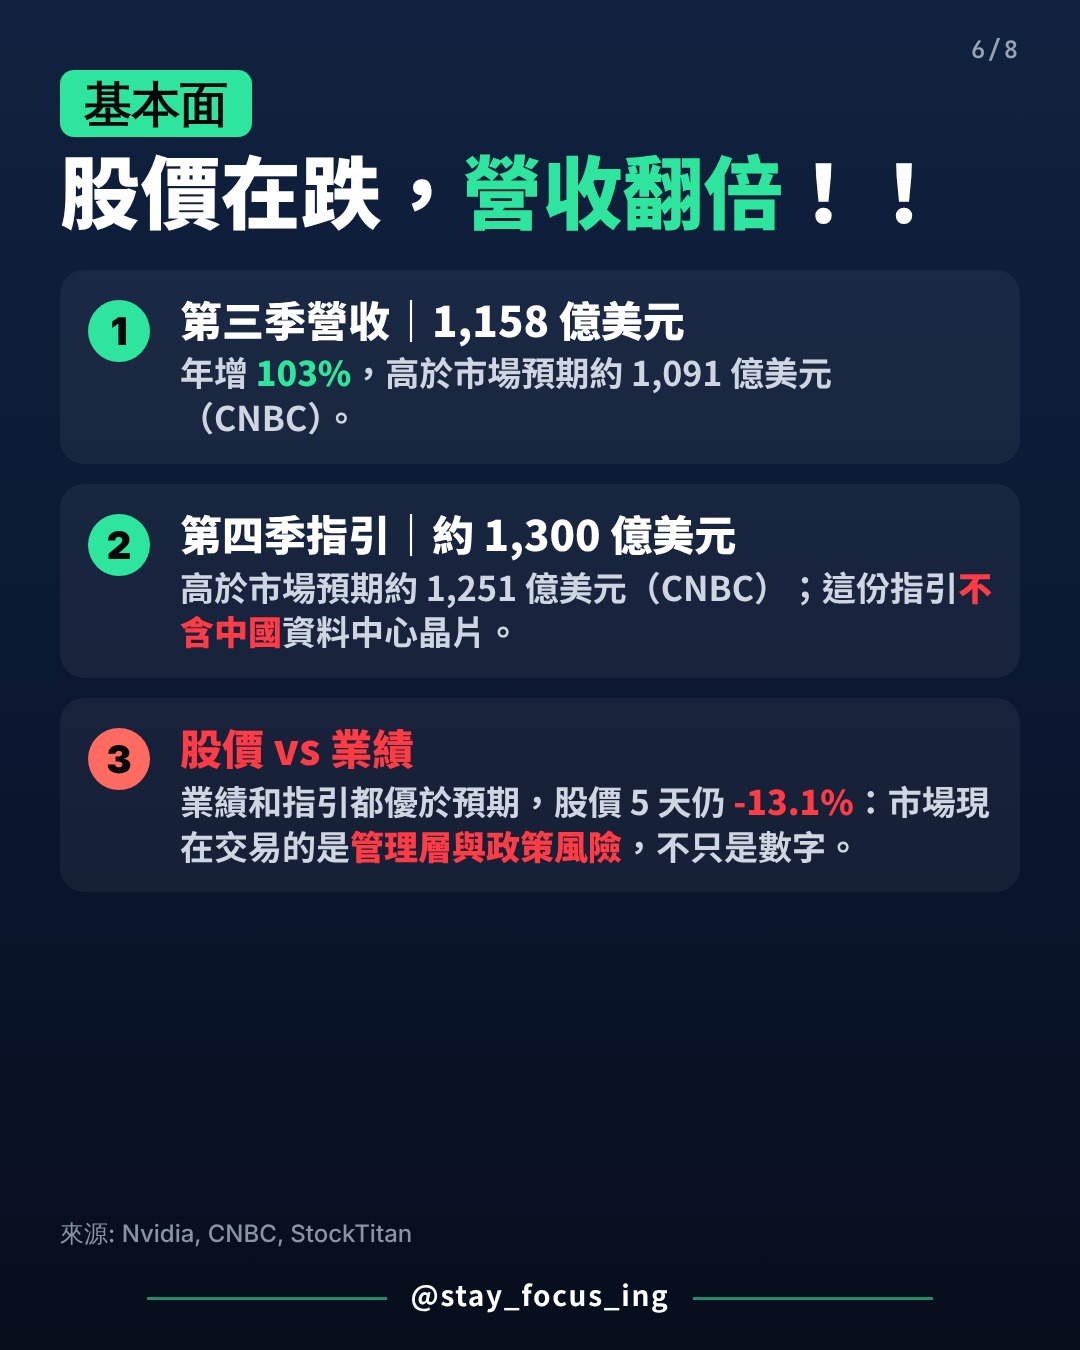 6/8
基本面
股價在跌，營收翻倍！！
1
第三季營收｜1,158 億美元
年增 103%，高於市場預期約 1,091 億美元
（CNBC）。
2
第四季指引｜約 1,300 億美元
高於市場預期約 1,251 億美元（CNBC）；這份指引不
含中國資料中心晶片。
3
股價 vs 業績
業績和指引都優於預期，股價 5 天仍 -13.1%：市場現
在交易的是管理層與政策風險，不只是數字。
來源: Nvidia, CNBC, StockTitan
@stay_focus_ing